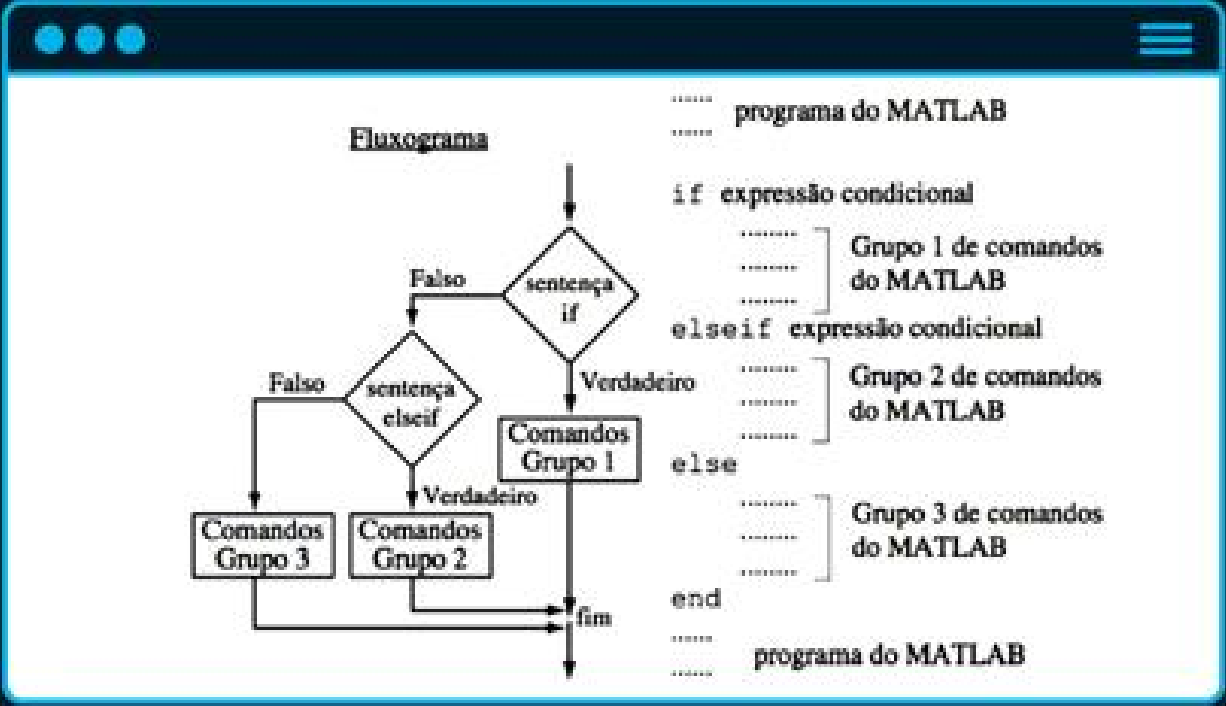 Fluxograma
sentença
if
Falso
Verdadeiro
sentença
elseif
Falso
Verdadeiro
Comandos
Grupo 1
Comandos
Grupo 2
Comandos
Grupo 3
fim
programa do MATLAB
if expressão condicional
Grupo 1 de comandos
do MATLAB
elseif expressão condicional
Grupo 2 de comandos
do MATLAB
else
Grupo 3 de comandos
do MATLAB
end
programa do MATLAB